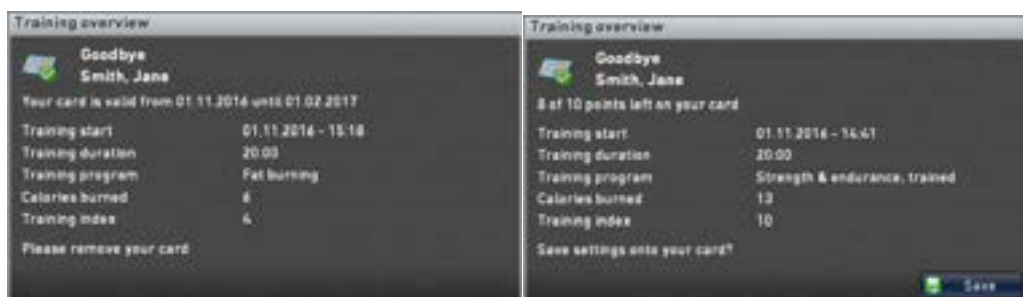 Training overview
Goodbye
Smith, Jane
Your card is valid from 01.11.2016 until 01.02.2017
Training start 01.11.2016 - 15:18
Training duration 20:03
Training program Fat burning
Calories burned 6
Training index 4
Please remove your card
Training overview
Goodbye
Smith, Jane
8 of 10 points left on your card
Training start 01.11.2016 - 14:41
Training duration 20:00
Training program Strength & endurance, trained
Calories burned 13
Training index 10
Save settings onto your card?
Save